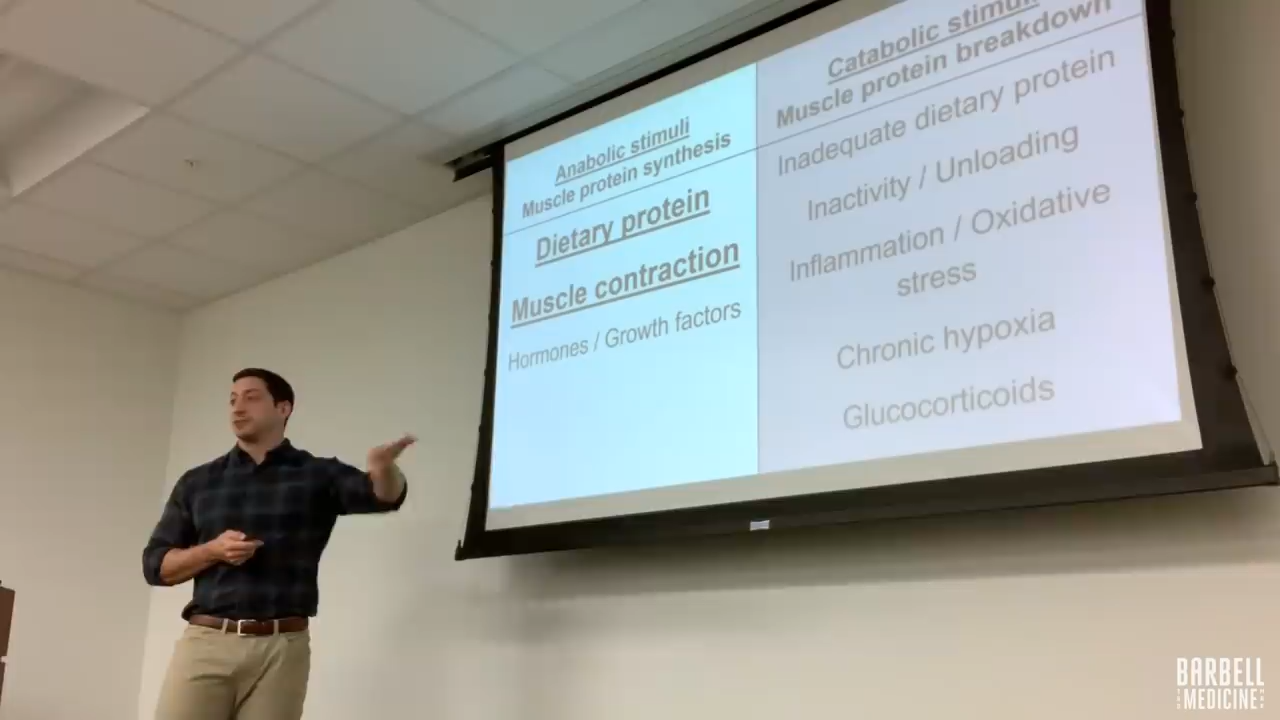 Anabolic stimuli
Muscle protein synthesis
Dietary protein
Muscle contraction
Hormones / Growth factors
Catabolic stimuli
Muscle protein breakdown
Inadequate dietary protein
Inactivity / Unloading
Inflammation / Oxidative
stress
Chronic hypoxia
Glucocorticoids
BARBELL
MEDICINE